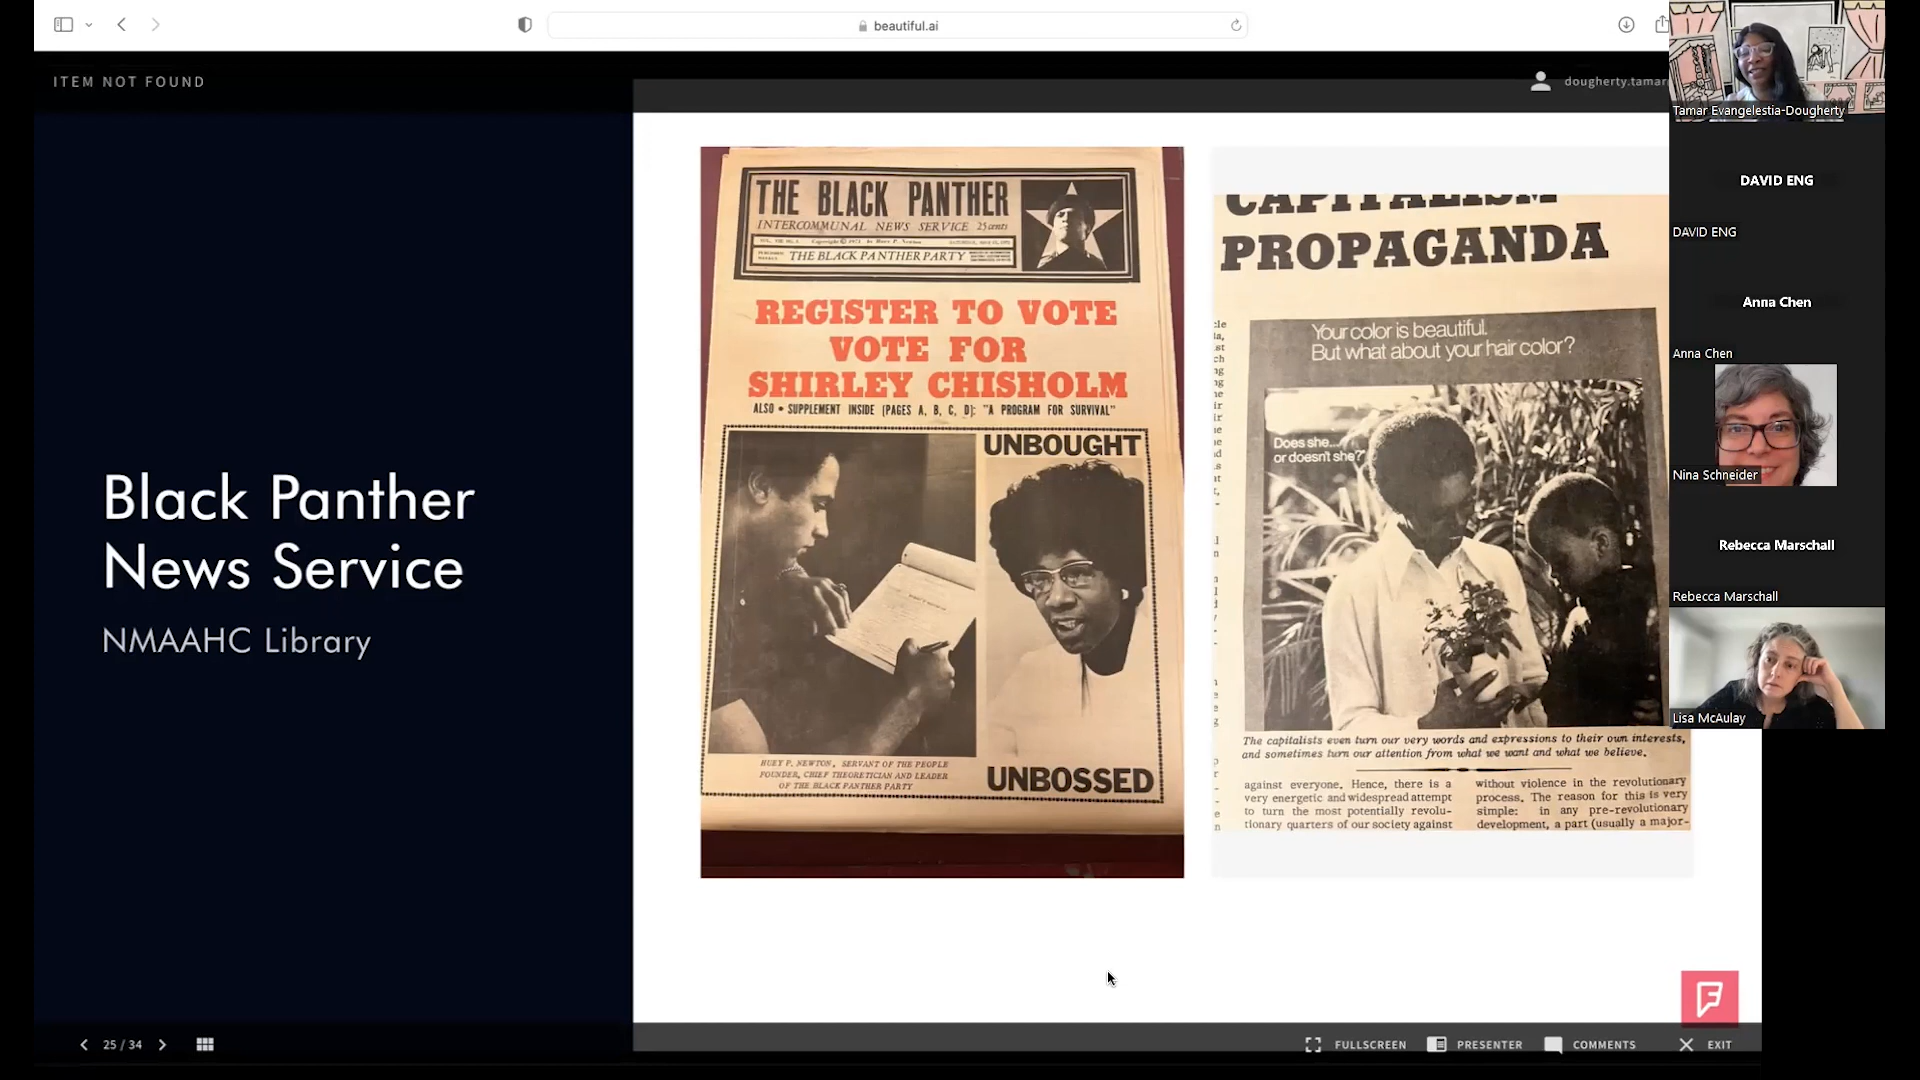 beautiful.ai
ITEM NOT FOUND
dougherty.tamar
Black Panther
News Service
NMAAHC Library
THE BLACK PANTHER
INTERCOMMUNAL NEWS SERVICE 25 cents
THE BLACK PANTHER PARTY
REGISTER TO VOTE
VOTE FOR
SHIRLEY CHISHOLM
ALSO • SUPPLEMENT INSIDE (PAGES A, B, C, D): "A PROGRAM FOR SURVIVAL"
UNBOUGHT
HUEY P. NEWTON, SERVANT OF THE PEOPLE
FOUNDER, CHIEF THEORETICIAN AND LEADER
OF THE BLACK PANTHER PARTY
UNBOSSED
CAPITALISM
PROPAGANDA
Your color is beautiful.
But what about your hair color?
Does she...
or doesn't she?
The capitalists even turn our very words and expressions to their own interests,
and sometimes turn our attention from what we want and what we believe.
against everyone. Hence, there is a
very energetic and widespread attempt
to turn the most potentially revolu-
tionary quarters of our society against
without violence in the revolutionary
process. The reason for this is very
simple: in any pre-revolutionary
development, a part (usually a major-
Tamar Evangelestia-Dougherty
DAVID ENG
DAVID ENG
Anna Chen
Anna Chen
Nina Schneider
Rebecca Marschall
Rebecca Marschall
Lisa McAulay
25 / 34
FULLSCREEN
PRESENTER
COMMENTS
EXIT